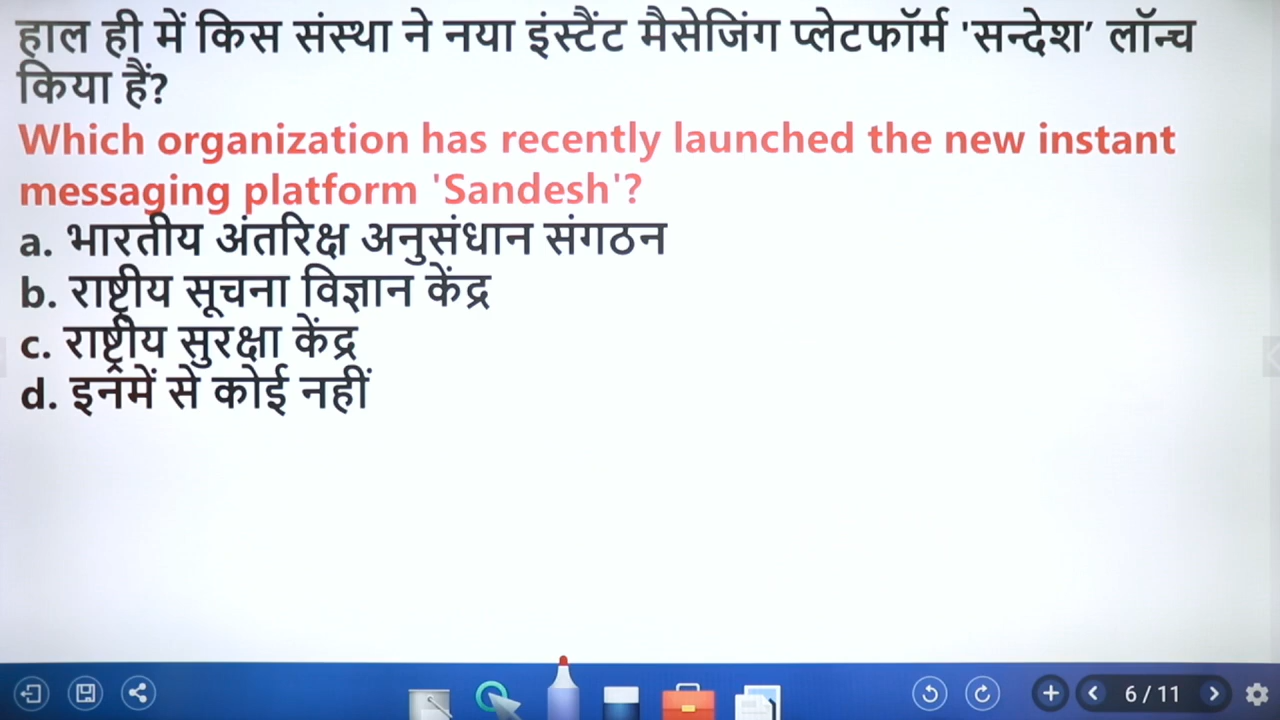 हाल ही में किस संस्था ने नया इंस्टैंट मैसेजिंग प्लेटफॉर्म 'सन्देश’ लॉन्च
किया हैं?
Which organization has recently launched the new instant
messaging platform 'Sandesh'?
a. भारतीय अंतरिक्ष अनुसंधान संगठन
b. राष्ट्रीय सूचना विज्ञान केंद्र
c. राष्ट्रीय सुरक्षा केंद्र
d. इनमें से कोई नहीं
6 / 11